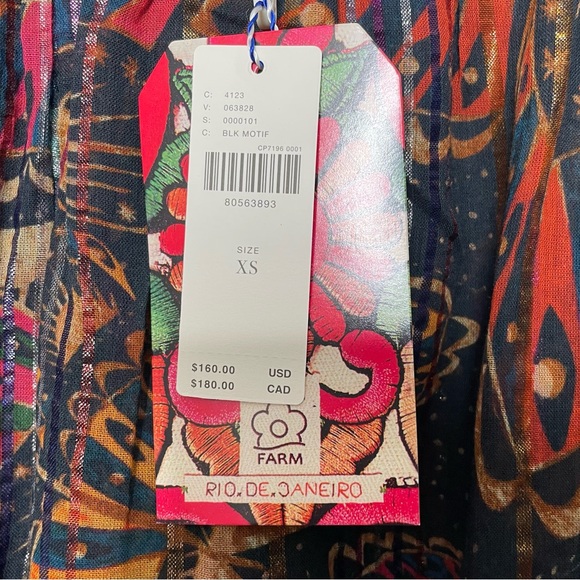 C: 4123
V: 063828
S: 0000101
C: BLK MOTIF
CP7196 0001
80563893
SIZE
XS
$160.00 USD
$180.00 CAD
FARM
RIO.DE.JANEIRO